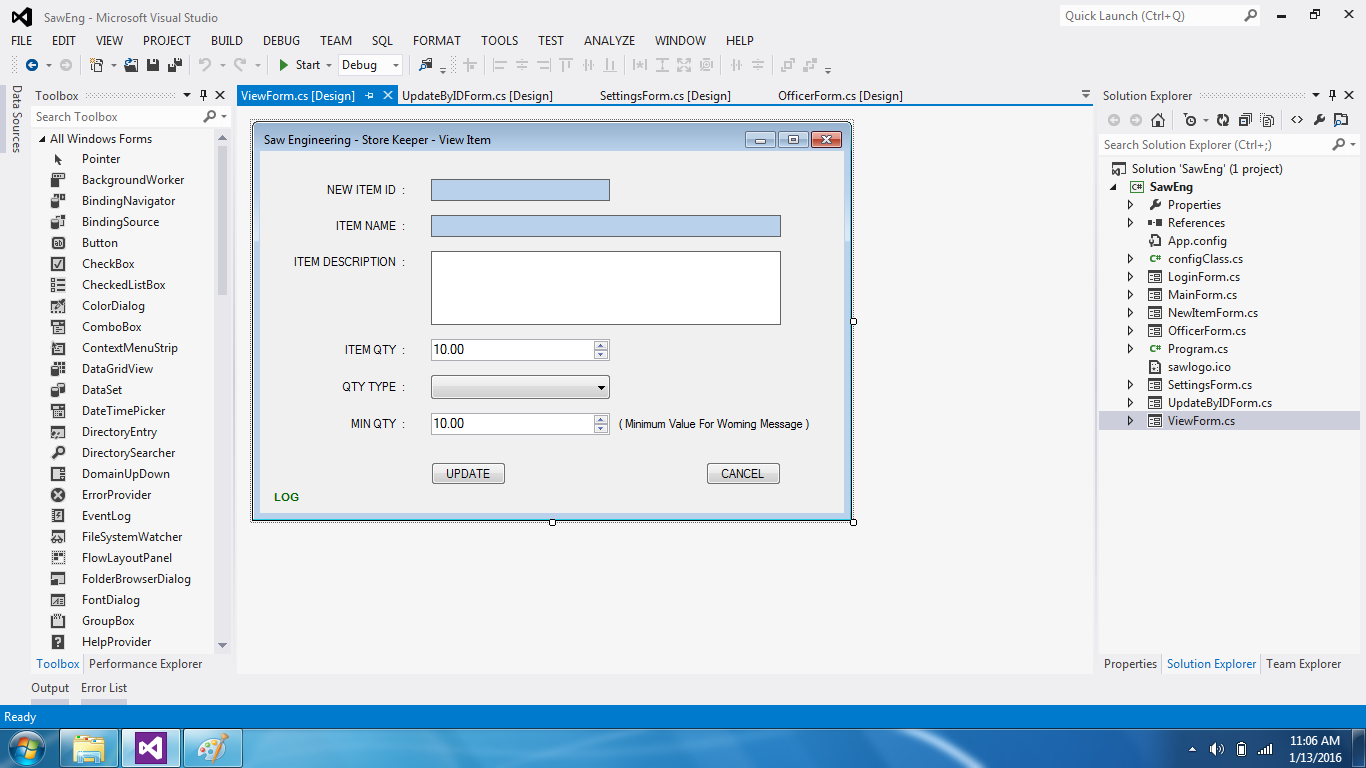 SawEng - Microsoft Visual Studio
Quick Launch (Ctrl+Q)
FILE EDIT VIEW PROJECT BUILD DEBUG TEAM SQL FORMAT TOOLS TEST ANALYZE WINDOW HELP
Start Debug
Data Sources
Toolbox
Search Toolbox
All Windows Forms
Pointer
BackgroundWorker
BindingNavigator
BindingSource
Button
CheckBox
CheckedListBox
ColorDialog
ComboBox
ContextMenuStrip
DataGridView
DataSet
DateTimePicker
DirectoryEntry
DirectorySearcher
DomainUpDown
ErrorProvider
EventLog
FileSystemWatcher
FlowLayoutPanel
FolderBrowserDialog
FontDialog
GroupBox
HelpProvider
Toolbox Performance Explorer
ViewForm.cs [Design] UpdateByIDForm.cs [Design] SettingsForm.cs [Design] OfficerForm.cs [Design]
Saw Engineering - Store Keeper - View Item
NEW ITEM ID :
ITEM NAME :
ITEM DESCRIPTION :
ITEM QTY : 10.00
QTY TYPE :
MIN QTY : 10.00 ( Minimum Value For Worning Message )
UPDATE CANCEL
LOG
Solution Explorer
Search Solution Explorer (Ctrl+;)
Solution 'SawEng' (1 project)
C# SawEng
Properties
References
App.config
C# configClass.cs
LoginForm.cs
MainForm.cs
NewItemForm.cs
OfficerForm.cs
C# Program.cs
sawlogo.ico
SettingsForm.cs
UpdateByIDForm.cs
ViewForm.cs
Properties Solution Explorer Team Explorer
Output Error List
Ready
11:06 AM
1/13/2016